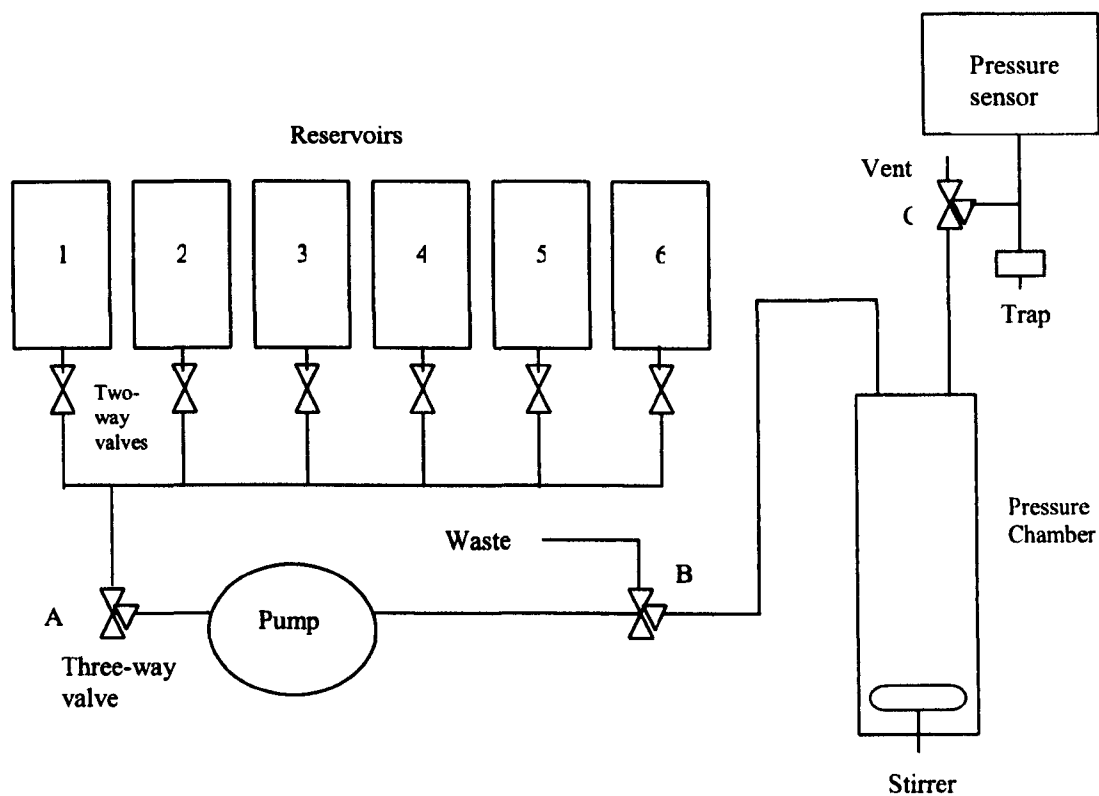 Pressure
sensor
Reservoirs
Vent
C
1
2
3
4
5
6
Trap
Two-
way
valves
Pressure
Chamber
Waste
B
A
Pump
Three-way
valve
Stirrer